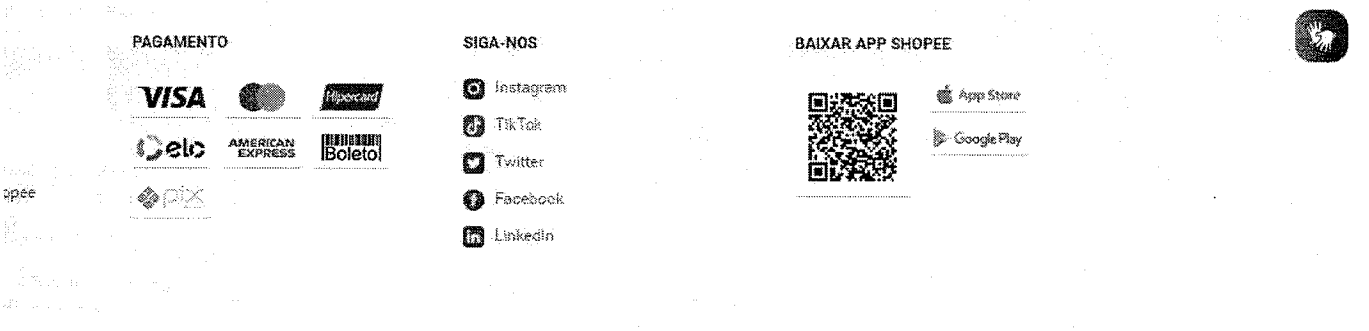 PAGAMENTO
VISA
Hipercard
elo
AMERICAN
EXPRESS
Boleto
pix
SIGA-NOS
Instagram
TikTok
Twitter
Facebook
LinkedIn
BAIXAR APP SHOPEE
App Store
Google Play
opee